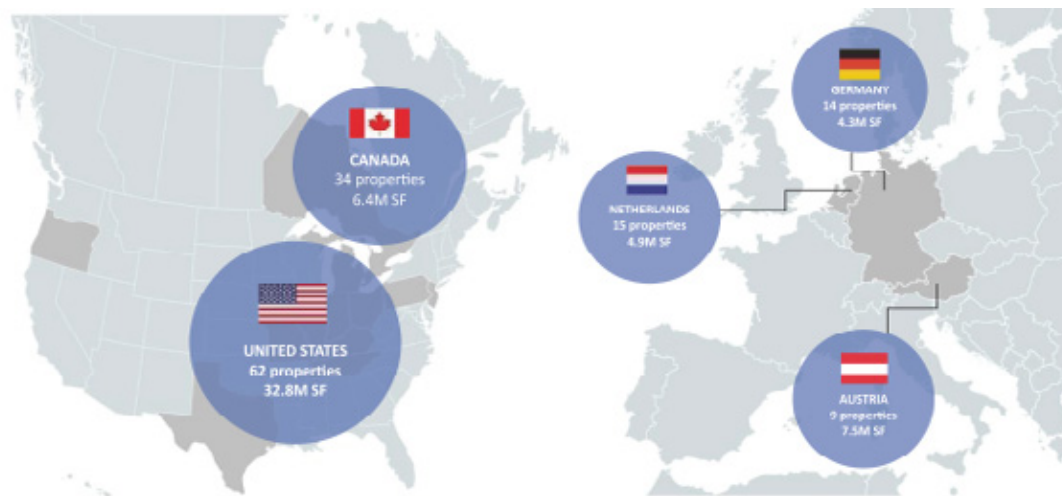 CANADA
34 properties
6.4M SF
UNITED STATES
62 properties
32.8M SF
GERMANY
14 properties
4.3M SF
NETHERLANDS
15 properties
4.9M SF
AUSTRIA
9 properties
7.5M SF